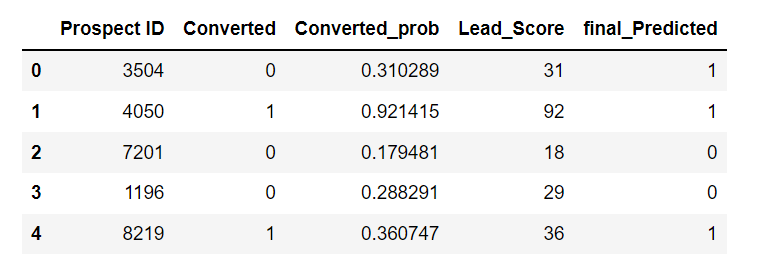 Prospect ID Converted Converted_prob Lead_Score final_Predicted
0 3504 0 0.310289 31 1
1 4050 1 0.921415 92 1
2 7201 0 0.179481 18 0
3 1196 0 0.288291 29 0
4 8219 1 0.360747 36 1